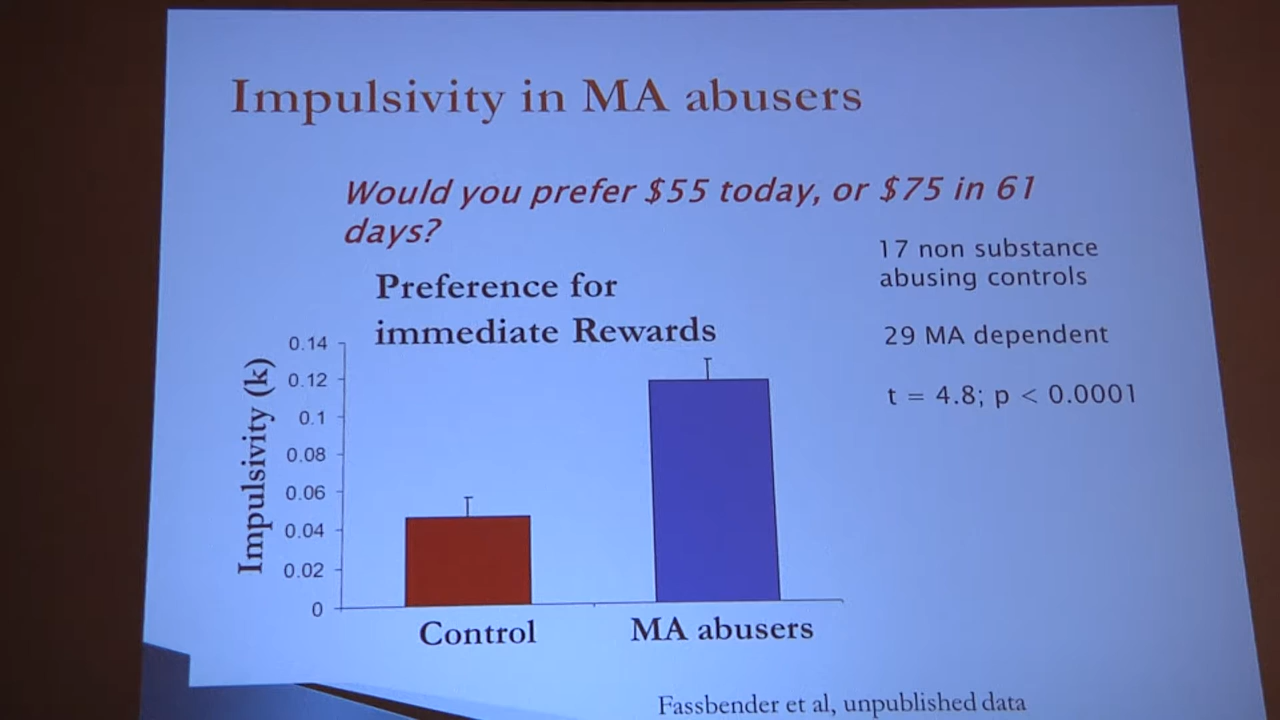 Impulsivity in MA abusers
Would you prefer $55 today, or $75 in 61
days?
17 non substance
abusing controls
29 MA dependent
t = 4.8; p < 0.0001
Preference for
immediate Rewards
Impulsivity (k)
0.14
0.12
0.1
0.08
0.06
0.04
0.02
0
Control
MA abusers
Fassbender et al, unpublished data